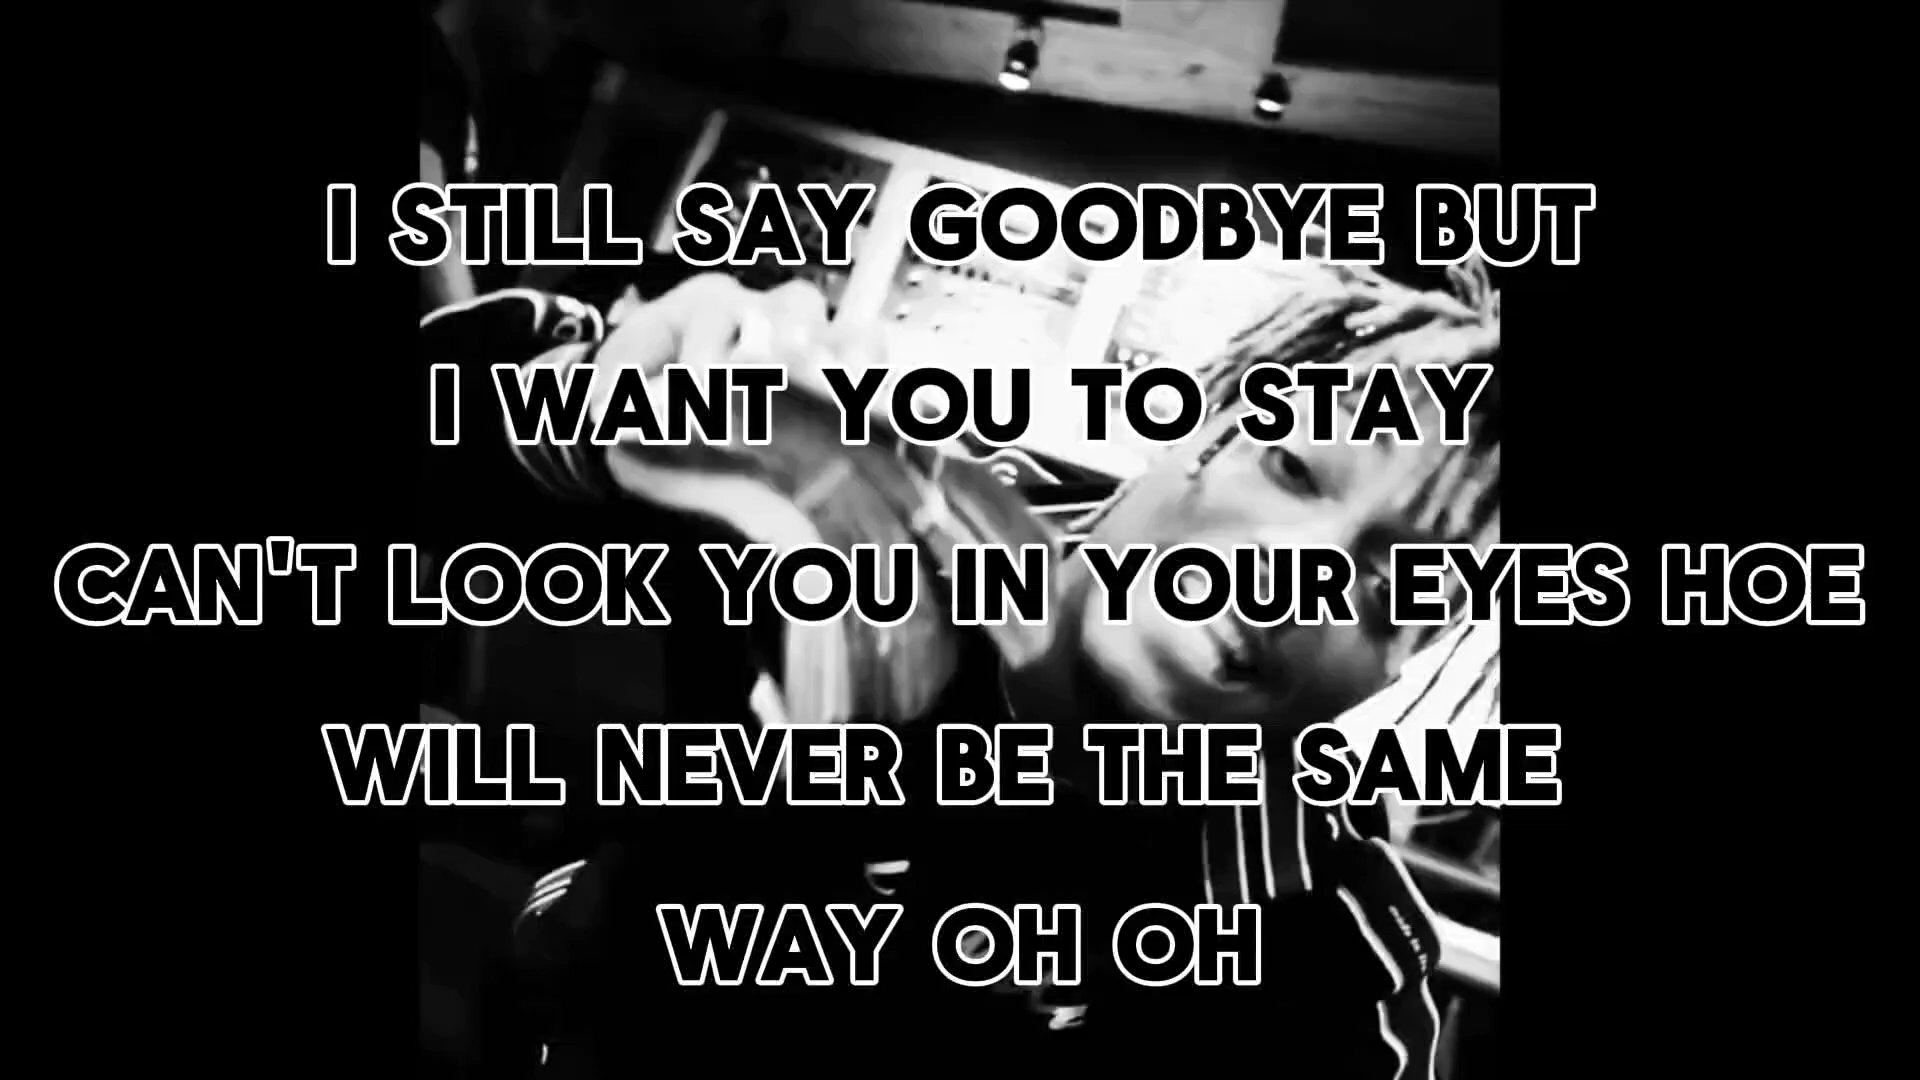 I STILL SAY GOODBYE BUT
I WANT YOU TO STAY
CAN'T LOOK YOU IN YOUR EYES HOE
WILL NEVER BE THE SAME
WAY OH OH